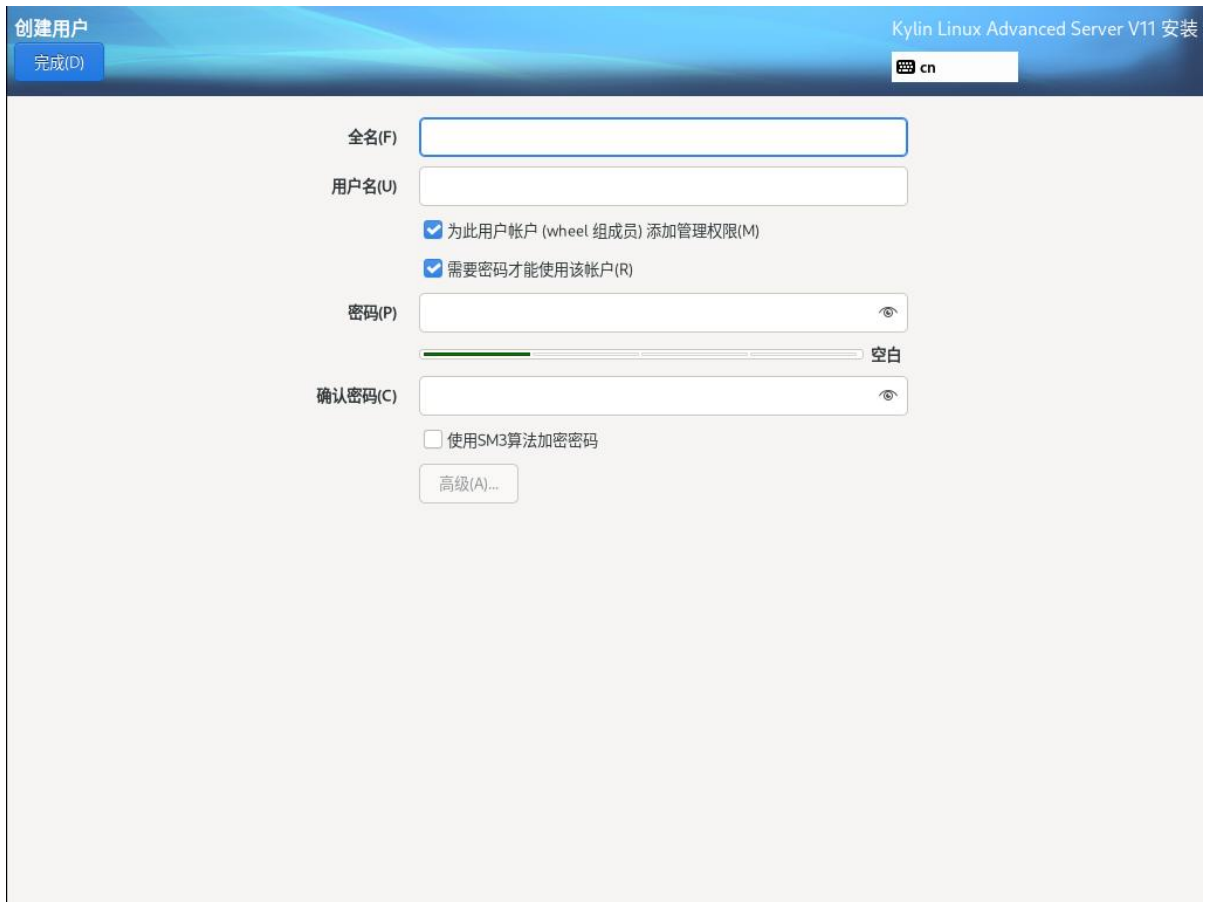 创建用户
Kylin Linux Advanced Server V11 安装
完成(D)
cn
全名(F)
用户名(U)
为此用户帐户 (wheel 组成员) 添加管理权限(M)
需要密码才能使用该帐户(R)
密码(P)
空白
确认密码(C)
使用SM3算法加密密码
高级(A)...